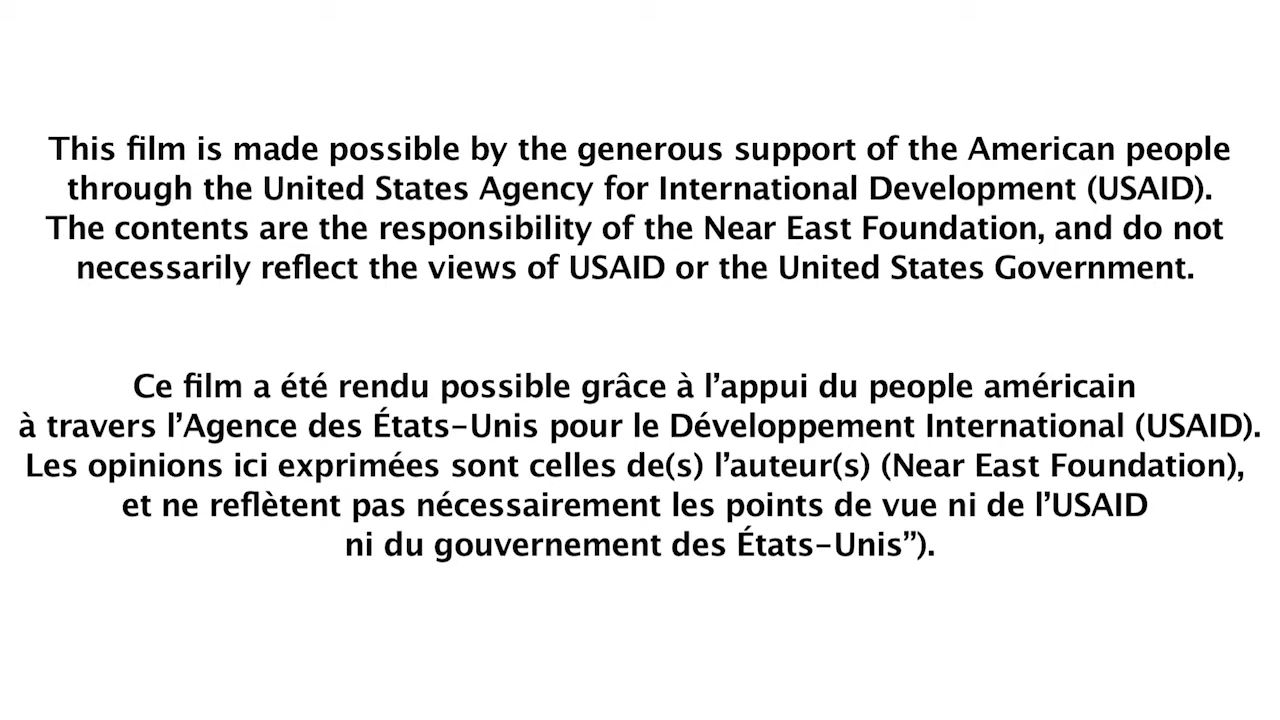 This film is made possible by the generous support of the American people
through the United States Agency for International Development (USAID).
The contents are the responsibility of the Near East Foundation, and do not
necessarily reflect the views of USAID or the United States Government.
Ce film a été rendu possible grâce à l’appui du people américain
à travers l’Agence des États-Unis pour le Développement International (USAID).
Les opinions ici exprimées sont celles de(s) l’auteur(s) (Near East Foundation),
et ne reflètent pas nécessairement les points de vue ni de l’USAID
ni du gouvernement des États-Unis”).